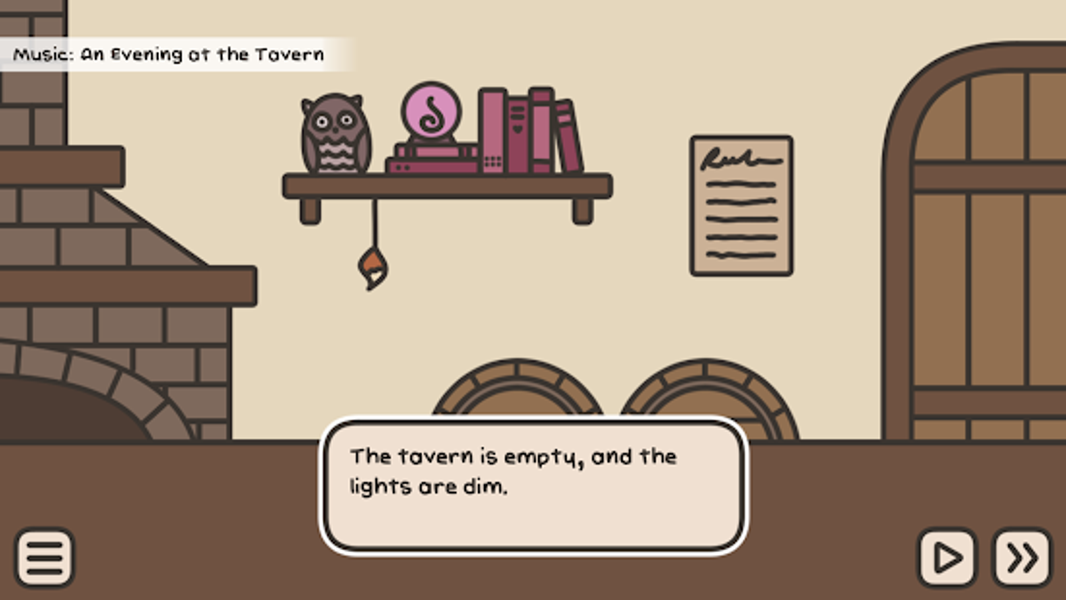 Music: An Evening at the Tavern
The tavern is empty, and the
lights are dim.